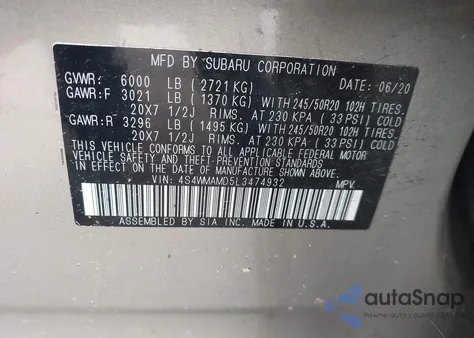 MFD BY SUBARU CORPORATION
GVWR: 6000 LB (2721 KG) DATE: 06/20
GAWR:F 3021 LB (1370 KG) WITH 245/50R20 102H TIRES,
20X7 1/2J RIMS, AT 230 KPA (33 PSI) COLD
GAWR:R 3296 LB (1495 KG) WITH 245/50R20 102H TIRES,
20X7 1/2J RIMS, AT 230 KPA (33 PSI) COLD
THIS VEHICLE CONFORMS TO ALL APPLICABLE FEDERAL MOTOR
VEHICLE SAFETY STANDARDS IN EFFECT ON THE DATE OF
MANUFACTURE SHOWN ABOVE.
VIN: 4S4WMAMD5L3474932 MPV
ASSEMBLED BY SIA INC. MADE IN U.S.A.
autoSnap